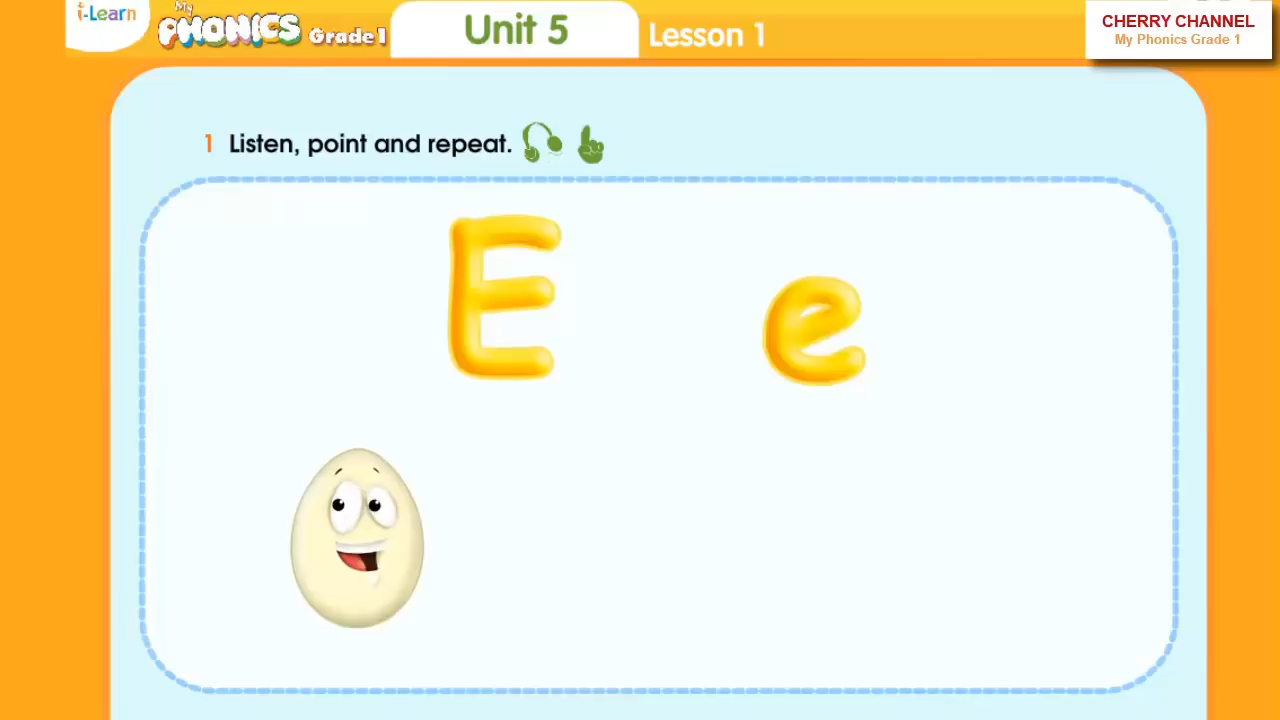 i-Learn
My
PHONICS Grade 1
Unit 5
Lesson 1
CHERRY CHANNEL
My Phonics Grade 1
1 Listen, point and repeat.
E e